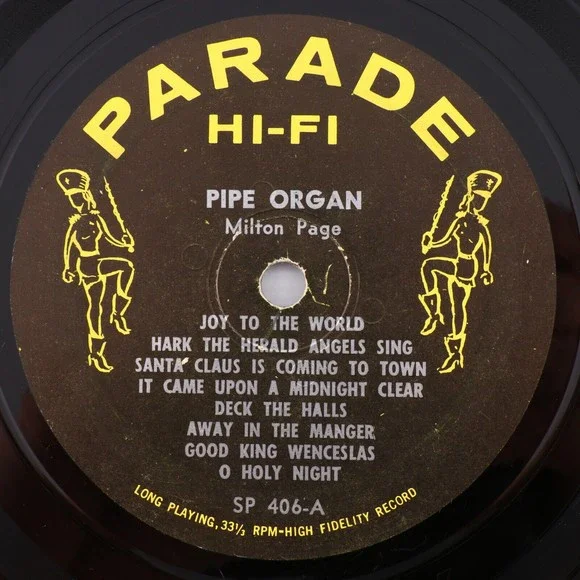 PARADE
HI-FI
PIPE ORGAN
Milton Page
JOY TO THE WORLD
HARK THE HERALD ANGELS SING
SANTA CLAUS IS COMING TO TOWN
IT CAME UPON A MIDNIGHT CLEAR
DECK THE HALLS
AWAY IN THE MANGER
GOOD KING WENCESLAS
O HOLY NIGHT
SP 406-A
LONG PLAYING, 33⅓ RPM-HIGH FIDELITY RECORD